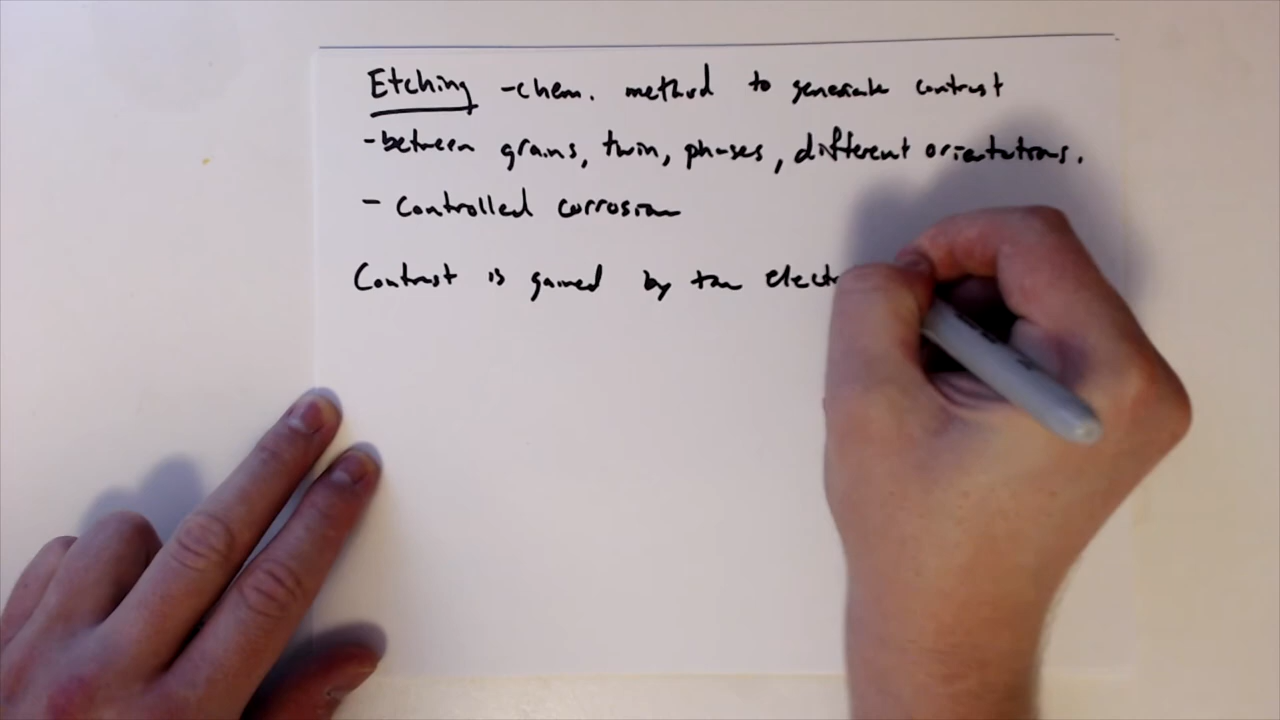 Etching - chem. method to generate contrast
- between grains, twin, phases, different orientations.
- Controlled corrosion
Contrast is gained by the electr